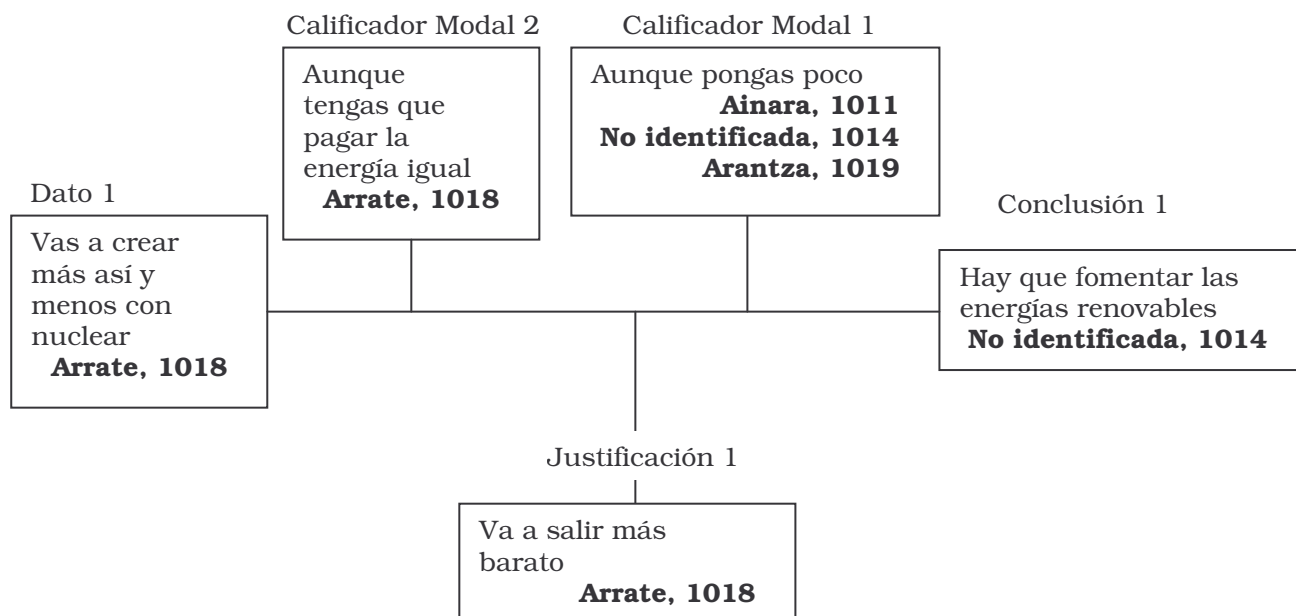 Calificador Modal 2
Aunque
tengas que
pagar la
energía igual
Arrate, 1018
Calificador Modal 1
Aunque pongas poco
Ainara, 1011
No identificada, 1014
Arantza, 1019
Dato 1
Vas a crear
más así y
menos con
nuclear
Arrate, 1018
Conclusión 1
Hay que fomentar las
energías renovables
No identificada, 1014
Justificación 1
Va a salir más
barato
Arrate, 1018